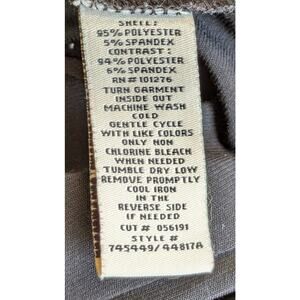 SHELL:
95% POLYESTER
5% SPANDEX
CONTRAST:
94% POLYESTER
6% SPANDEX
RN# 101276
TURN GARMENT
INSIDE OUT
MACHINE WASH
COLD
GENTLE CYCLE
WITH LIKE COLORS
ONLY NON
CHLORINE BLEACH
WHEN NEEDED
TUMBLE DRY LOW
REMOVE PROMPTLY
COOL IRON
IN THE
REVERSE SIDE
IF NEEDED
CUT # 056191
STYLE #
745449/44817A